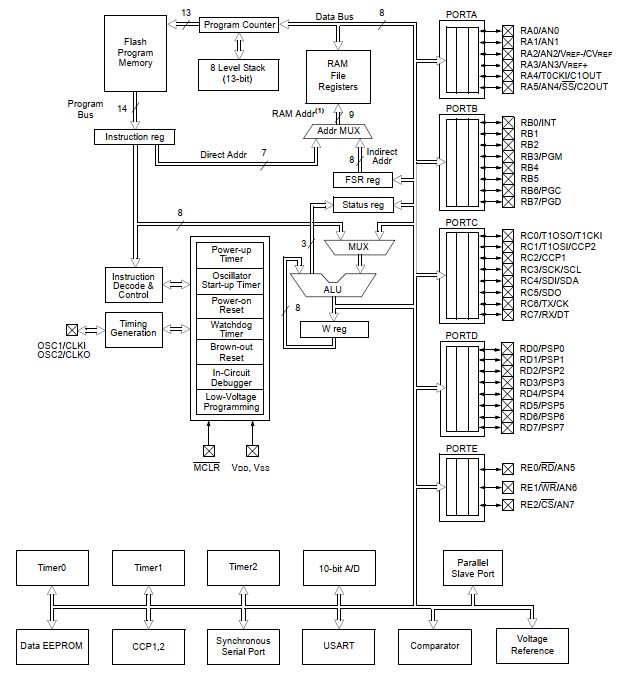 13
Program Counter
Data Bus
8
PORTA
Flash
Program
Memory
8 Level Stack
(13-bit)
RAM
File
Registers
RA0/AN0
RA1/AN1
RA2/AN2/VREF-/CVREF
RA3/AN3/VREF+
RA4/T0CKI/C1OUT
RA5/AN4/SS/C2OUT
Program
Bus
14
RAM Addr(1)
9
PORTB
Instruction reg
Addr MUX
RB0/INT
RB1
RB2
RB3/PGM
RB4
RB5
RB6/PGC
RB7/PGD
Direct Addr
7
8
Indirect
Addr
FSR reg
Status reg
8
PORTC
3
MUX
RC0/T1OSO/T1CKI
RC1/T1OSI/CCP2
RC2/CCP1
RC3/SCK/SCL
RC4/SDI/SDA
RC5/SDO
RC6/TX/CK
RC7/RX/DT
Power-up
Timer
Instruction
Decode &
Control
Oscillator
Start-up Timer
ALU
Power-on
Reset
8
Timing
Generation
Watchdog
Timer
W reg
OSC1/CLKI
OSC2/CLKO
Brown-out
Reset
PORTD
In-Circuit
Debugger
RD0/PSP0
RD1/PSP1
RD2/PSP2
RD3/PSP3
RD4/PSP4
RD5/PSP5
RD6/PSP6
RD7/PSP7
Low-Voltage
Programming
MCLR
VDD, VSS
PORTE
RE0/RD/AN5
RE1/WR/AN6
RE2/CS/AN7
Timer0
Timer1
Timer2
10-bit A/D
Parallel
Slave Port
Data EEPROM
CCP1,2
Synchronous
Serial Port
USART
Comparator
Voltage
Reference